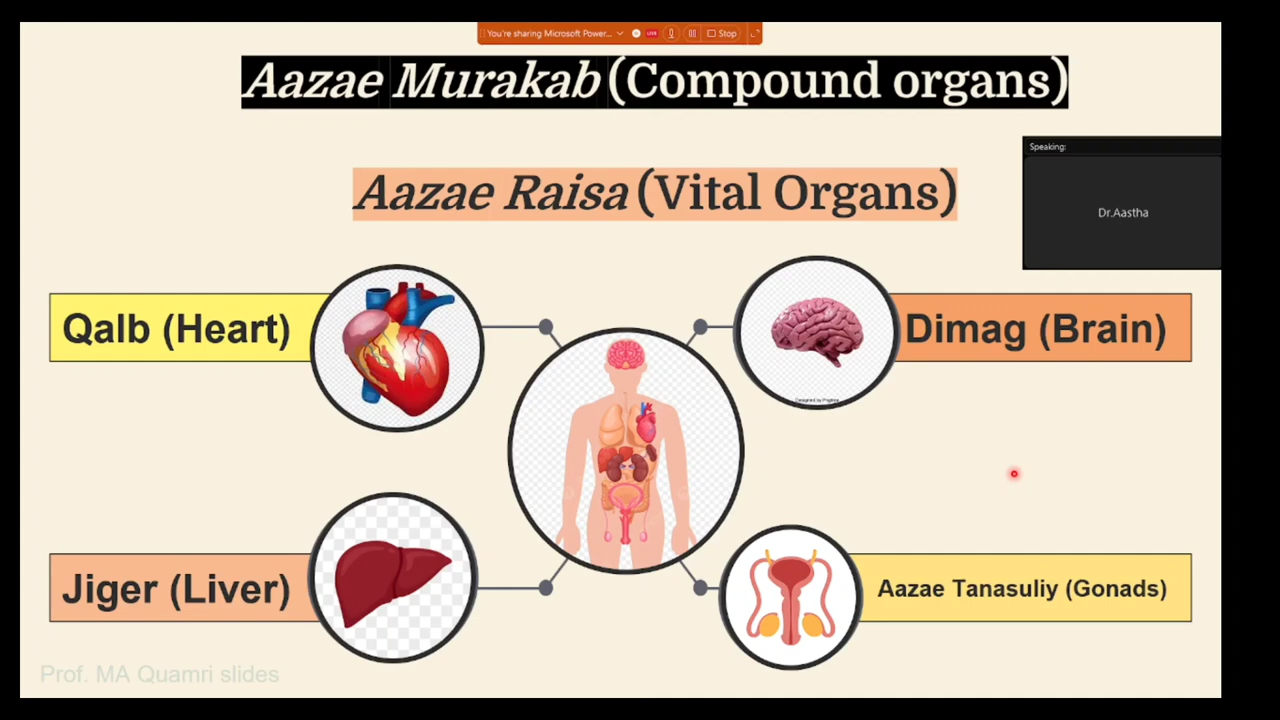 You're sharing Microsoft Power...
LIVE
Stop
Aazae Murakab (Compound organs)
Speaking:
Aazae Raisa (Vital Organs)
Dr.Aastha
Qalb (Heart)
Dimag (Brain)
Jiger (Liver)
Aazae Tanasuliy (Gonads)
Prof. MA Quamri slides